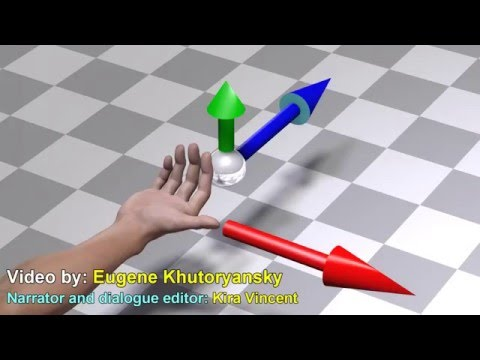 Video by: Eugene Khutoryansky
Narrator and dialogue editor: Kira Vincent